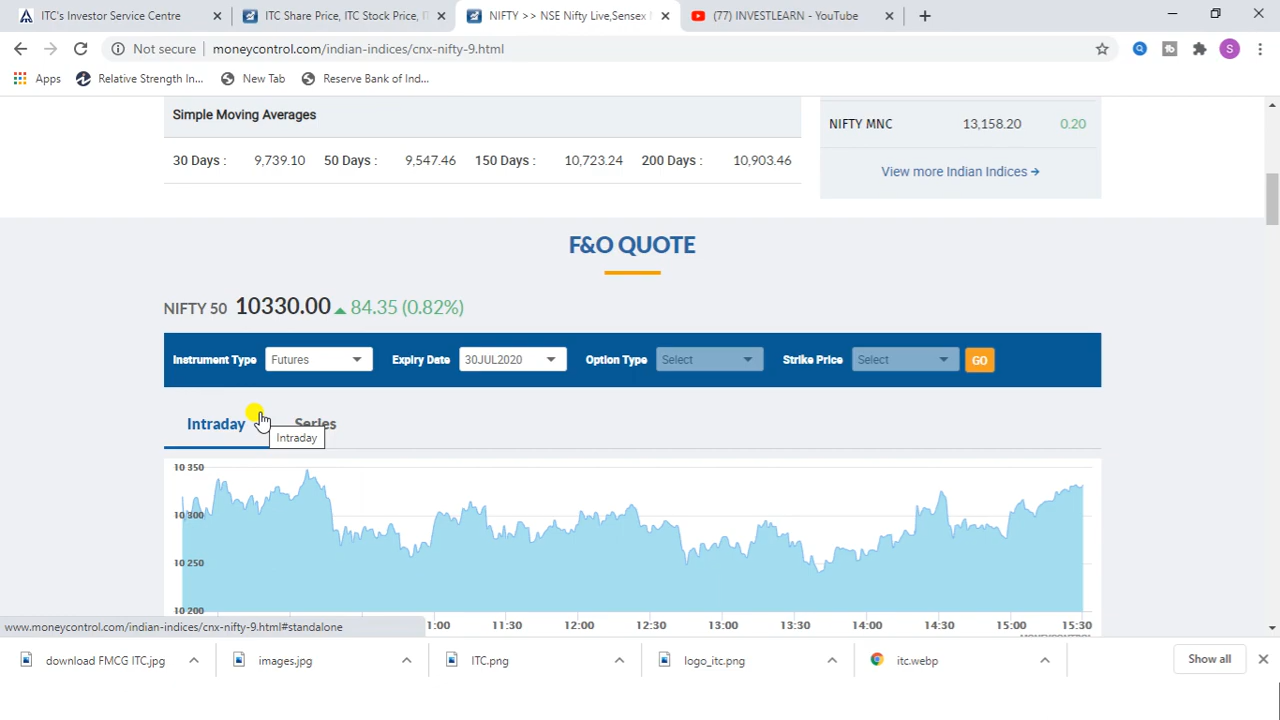 ITC's Investor Service Centre
ITC Share Price, ITC Stock Price, I
NIFTY >> NSE Nifty Live,Sensex
(77) INVESTLEARN - YouTube
Not secure
moneycontrol.com/indian-indices/cnx-nifty-9.html
Apps
Relative Strength In...
New Tab
Reserve Bank of Ind...
Simple Moving Averages
30 Days : 9,739.10 50 Days : 9,547.46 150 Days : 10,723.24 200 Days : 10,903.46
NIFTY MNC 13,158.20 0.20
View more Indian Indices
F&O QUOTE
NIFTY 50 10330.00 84.35 (0.82%)
Instrument Type Futures Expiry Date 30JUL2020 Option Type Select Strike Price Select GO
Intraday Series
Intraday
10 350
10 300
10 250
10 200
1:00 11:30 12:00 12:30 13:00 13:30 14:00 14:30 15:00 15:30
MONEYCONTROL
www.moneycontrol.com/indian-indices/cnx-nifty-9.html#standalone
download FMCG ITC.jpg
images.jpg
ITC.png
logo_itc.png
itc.webp
Show all